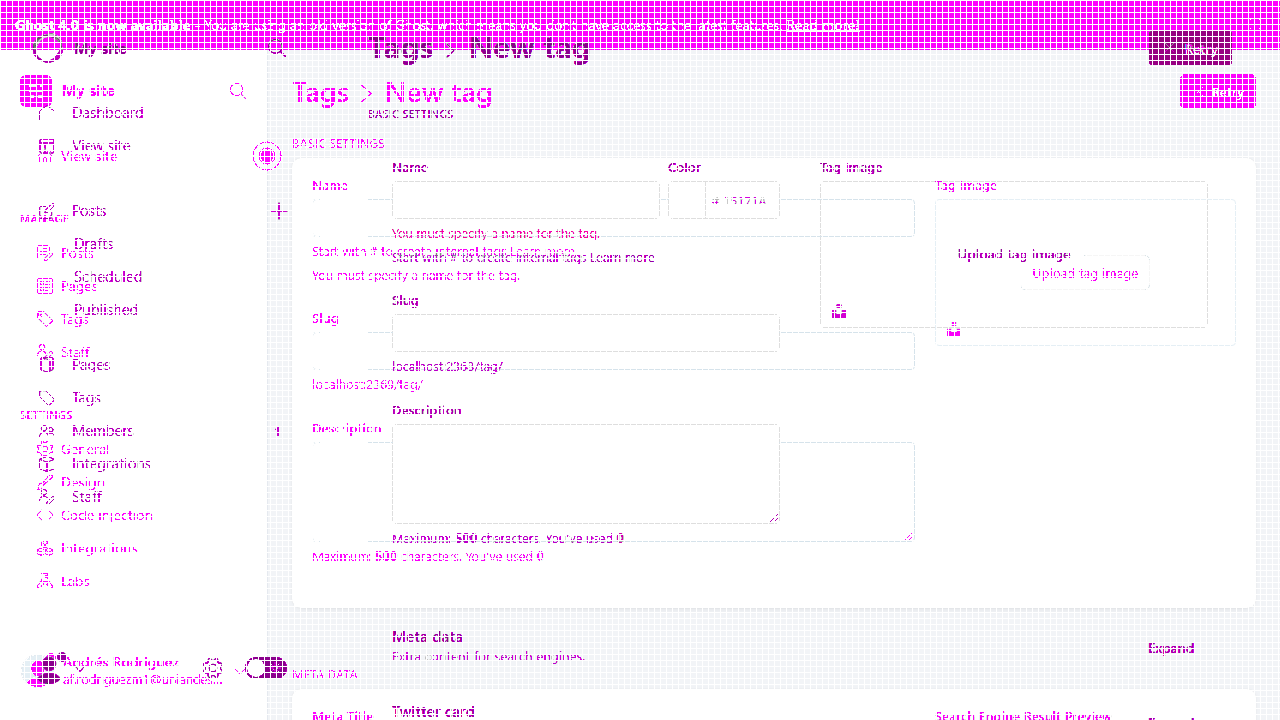 Ghost 4.0 is now available - You are using an old version of Ghost, which means you don't have access to the latest features. Read more!
My site
Tags > New tag
Retry
My site
Tags > New tag
Retry
Dashboard
BASIC SETTINGS
View site
BASIC SETTINGS
View site
Name
Color
Tag image
Name
Tag image
# 15171A
Posts
MANAGE
You must specify a name for the tag.
Drafts
Posts
Start with # to create internal tags Learn more
Start with # to create internal tags Learn more
Upload tag image
Scheduled
You must specify a name for the tag.
Upload tag image
Pages
Published
Slug
Tags
Slug
Staff
Pages
localhost:2363/tag/
localhost:2369/tag/
Tags
Description
SETTINGS
Members
Description
General
Integrations
Design
Staff
Code injection
Maximum: 500 characters. You've used 0
Integrations
Maximum: 500 characters. You've used 0
Labs
Meta data
Expand
Extra content for search engines.
Andrés Rodriguez
META DATA
af.rodriguezm1@uniandes...
Twitter card
Meta Title
Search Engine Result Preview